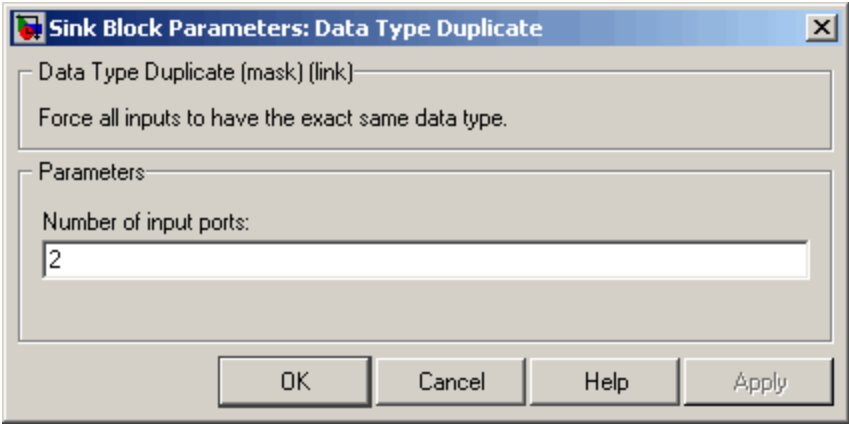 Sink Block Parameters: Data Type Duplicate
Data Type Duplicate (mask) (link)
Force all inputs to have the exact same data type.
Parameters
Number of input ports:
2
OK Cancel Help Apply